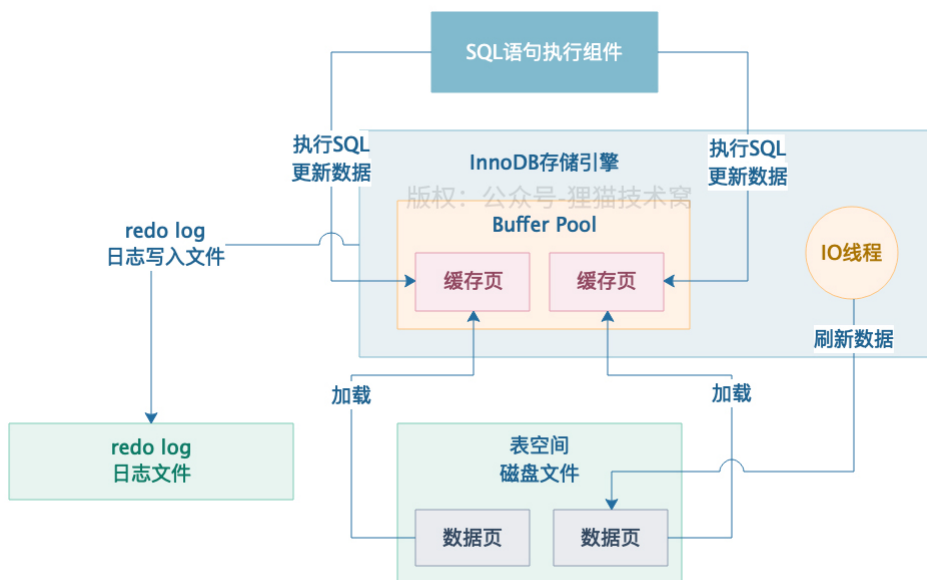 SQL语句执行组件
执行SQL
更新数据
执行SQL
更新数据
InnoDB存储引擎
版权：公众号-狸猫技术窝
Buffer Pool
redo log
日志写入文件
缓存页
缓存页
IO线程
刷新数据
加载
加载
redo log
日志文件
表空间
磁盘文件
数据页
数据页